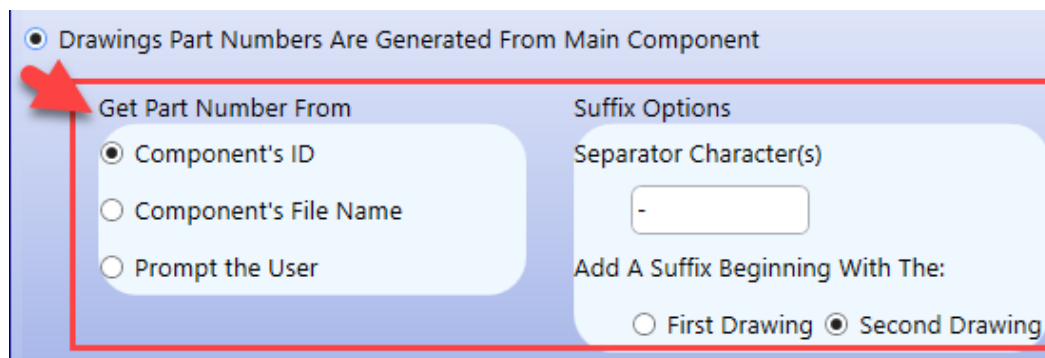 Drawings Part Numbers Are Generated From Main Component
Get Part Number From
Component's ID
Component's File Name
Prompt the User
Suffix Options
Separator Character(s)
-
Add A Suffix Beginning With The:
First Drawing Second Drawing